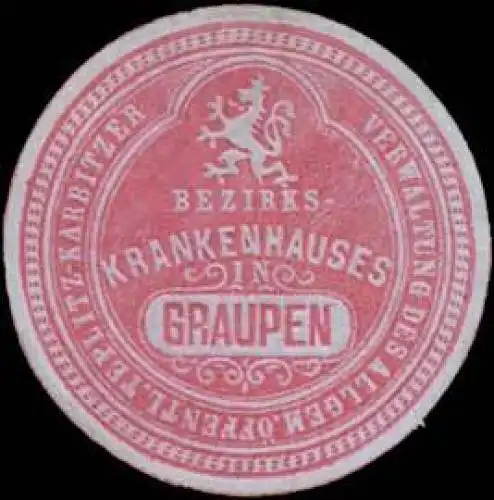 VERWALTUNG DES ALLGEM. ÖFFENTL. TEPLITZ-KARBITZER
BEZIRKS-
KRANKENHAUSES
IN
GRAUPEN